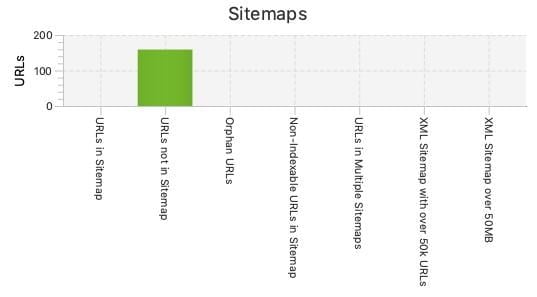 Sitemaps
URLs
200
100
0
URLs in Sitemap
URLs not in Sitemap
Orphan URLs
Non-Indexable URLs in Sitemap
URLs in Multiple Sitemaps
XML Sitemap with over 50k URLs
XML Sitemap over 50MB